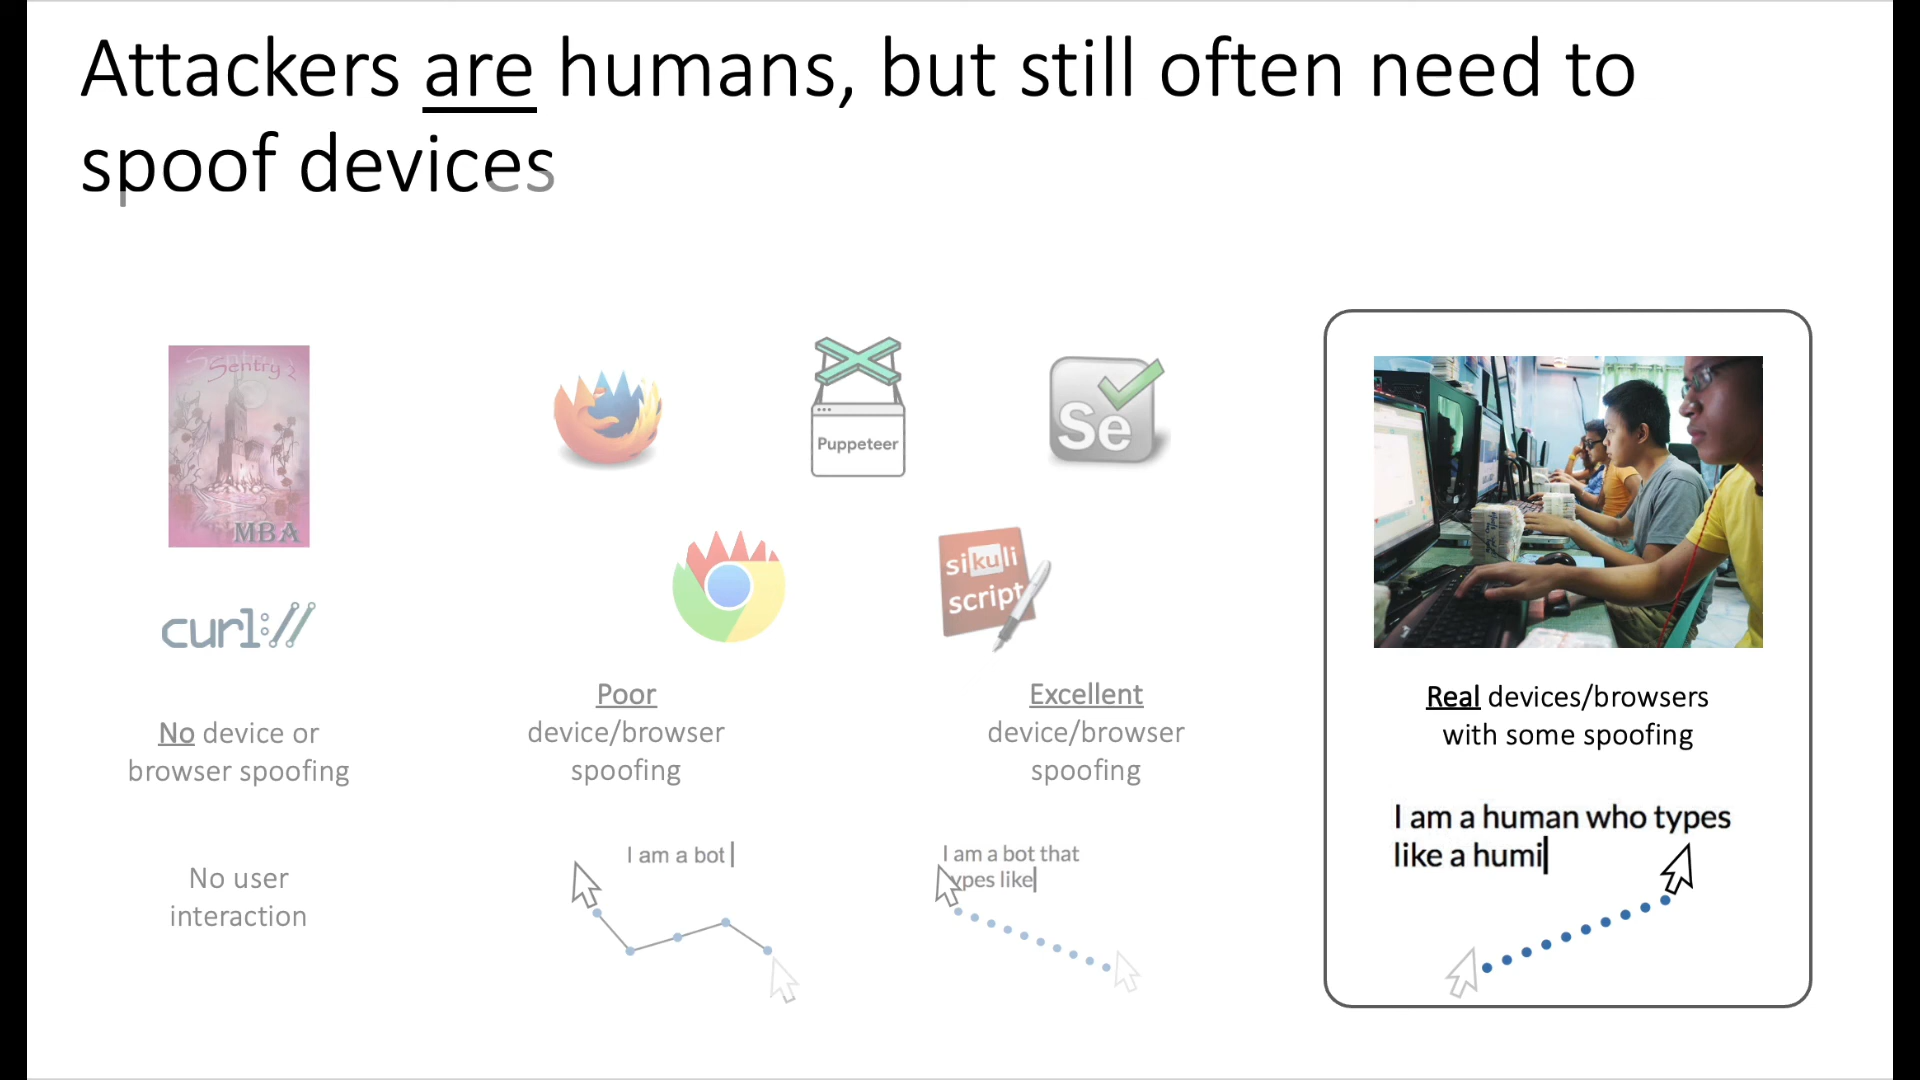 Attackers are humans, but still often need to
spoof devices
Sentry 2
MBA
curl://
Puppeteer
Se
sikuli
script
No device or
browser spoofing
Poor
device/browser
spoofing
Excellent
device/browser
spoofing
Real devices/browsers
with some spoofing
No user
interaction
I am a bot
I am a bot that
ypes like
I am a human who types
like a humi